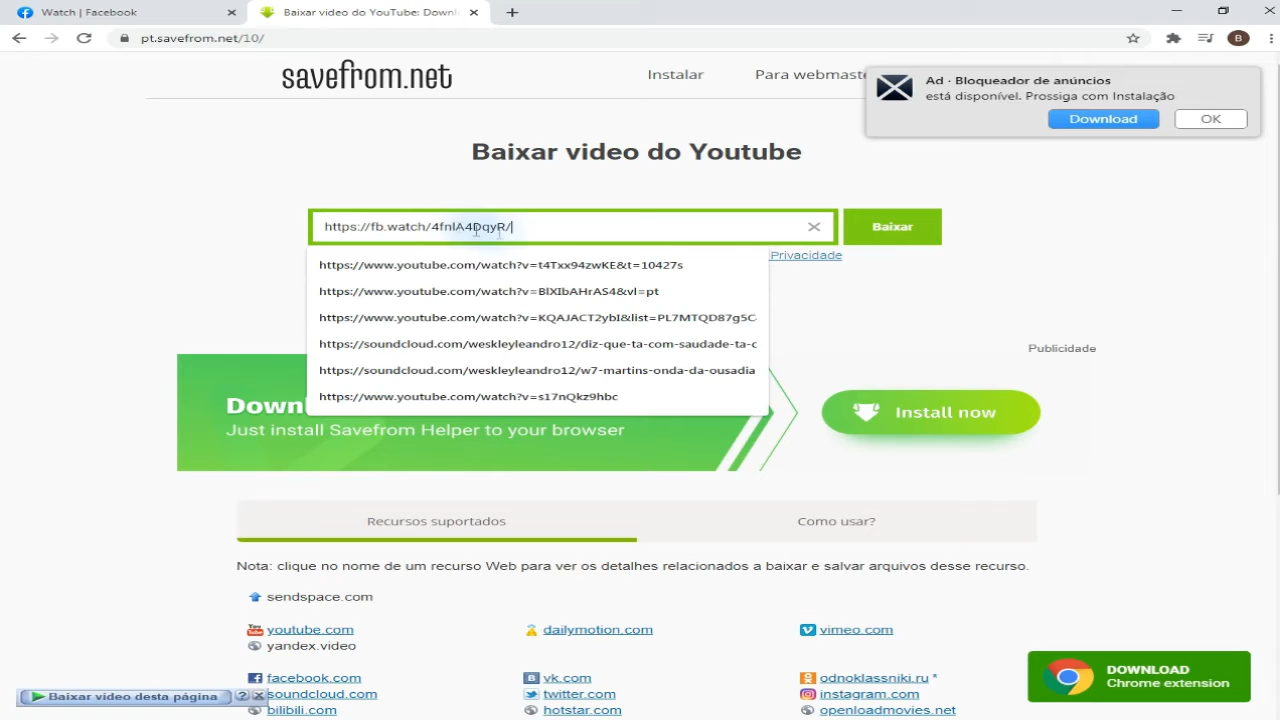 Watch | Facebook
Baixar video do YouTube: Downl
pt.savefrom.net/10/
B
savefrom.net
Instalar
Para webmaste
Ad · Bloqueador de anúncios
está disponível. Prossiga com Instalação
Download
OK
Baixar video do Youtube
https://fb.watch/4fnlA4DqyR/
Baixar
Privacidade
https://www.youtube.com/watch?v=t4Txx94zwKE&t=10427s
https://www.youtube.com/watch?v=BlXIbAHrAS4&vl=pt
https://www.youtube.com/watch?v=KQAJACT2ybI&list=PL7MTQD87g5C
https://soundcloud.com/weskleyleandro12/diz-que-ta-com-saudade-ta-c
https://soundcloud.com/weskleyleandro12/w7-martins-onda-da-ousadia
https://www.youtube.com/watch?v=s17nQkz9hbc
Publicidade
Downl
Just install Savefrom Helper to your browser
Install now
Recursos suportados
Como usar?
Nota: clique no nome de um recurso Web para ver os detalhes relacionados a baixar e salvar arquivos desse recurso.
sendspace.com
youtube.com
dailymotion.com
vimeo.com
yandex.video
facebook.com
vk.com
odnoklassniki.ru *
Baixar video desta página
?
soundcloud.com
twitter.com
instagram.com
bilibili.com
hotstar.com
openloadmovies.net
DOWNLOAD
Chrome extension